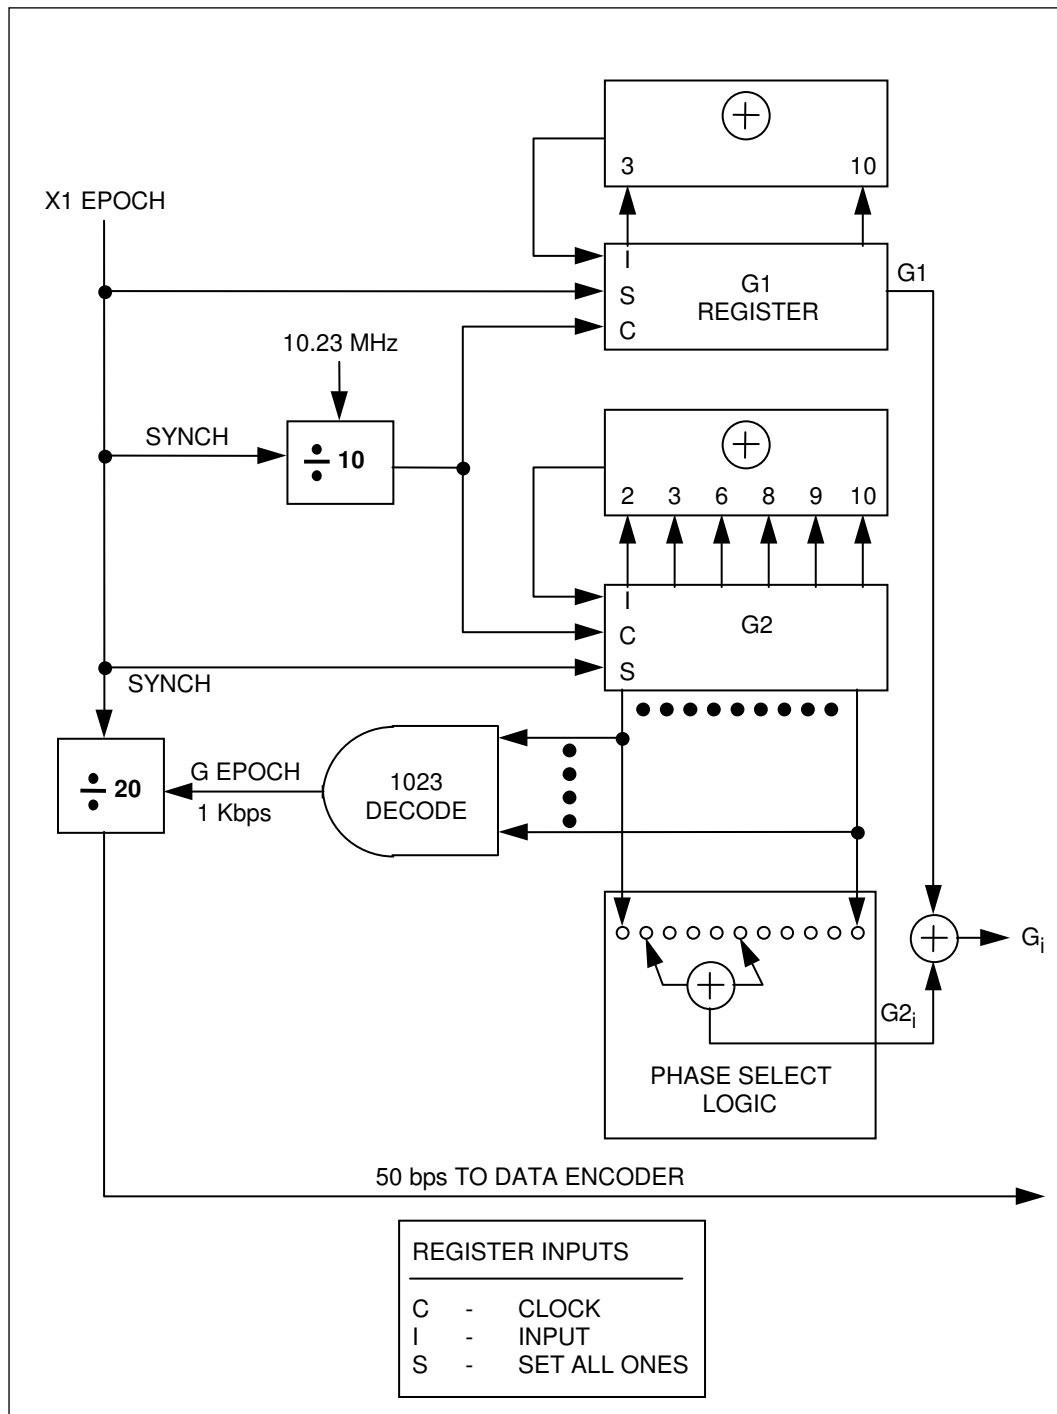 3 10
X1 EPOCH
I
G1
S
G1
REGISTER
C
10.23 MHz
SYNCH
÷ 10
2 3 6 8 9 10
I
G2
C
S
SYNCH
÷ 20
G EPOCH
1 Kbps
1023
DECODE
Gi
G2i
PHASE SELECT
LOGIC
50 bps TO DATA ENCODER
REGISTER INPUTS
C - CLOCK
I - INPUT
S - SET ALL ONES